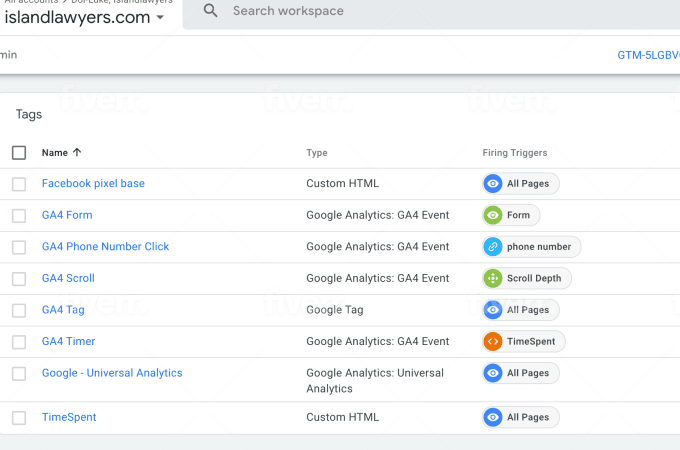 All accounts > Doi-Luke, islandlawyers
islandlawyers.com
Search workspace
min
GTM-5LGBV
Tags
Name Type Firing Triggers
Facebook pixel base Custom HTML All Pages
GA4 Form Google Analytics: GA4 Event Form
GA4 Phone Number Click Google Analytics: GA4 Event phone number
GA4 Scroll Google Analytics: GA4 Event Scroll Depth
GA4 Tag Google Tag All Pages
GA4 Timer Google Analytics: GA4 Event TimeSpent
Google - Universal Analytics Google Analytics: Universal All Pages
Analytics
TimeSpent Custom HTML All Pages